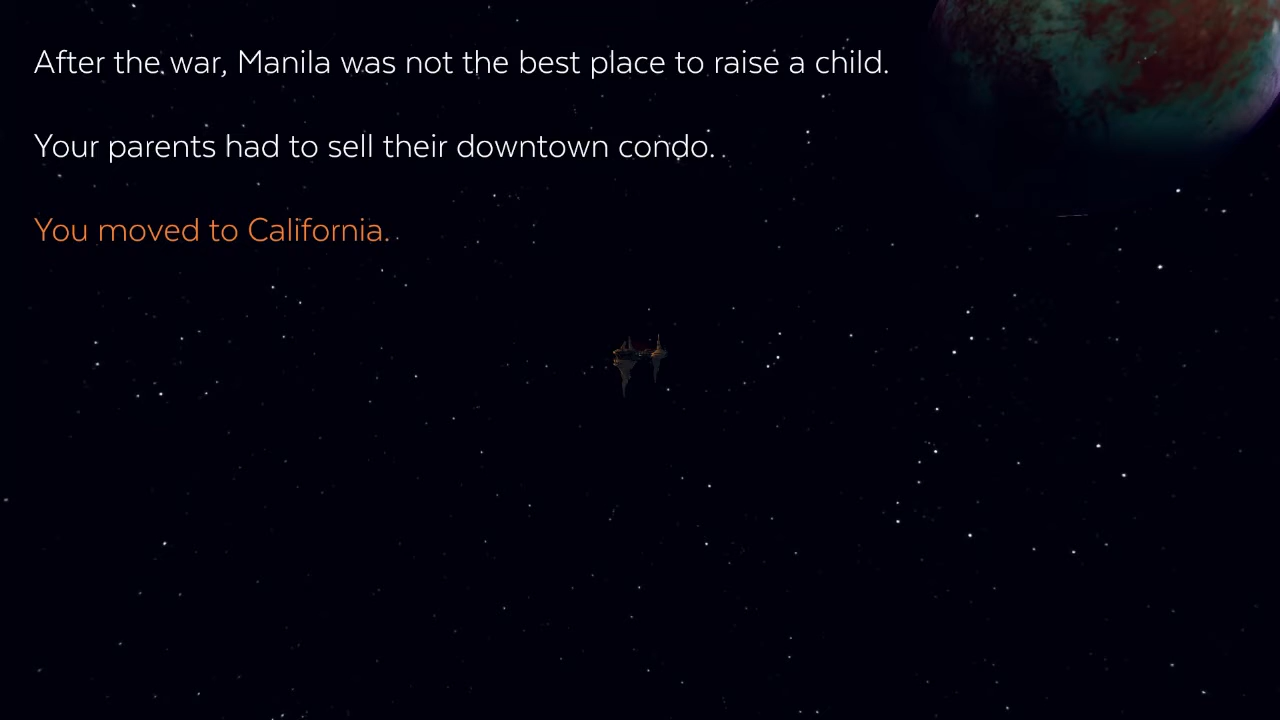 After the war, Manila was not the best place to raise a child.
Your parents had to sell their downtown condo.
You moved to California.